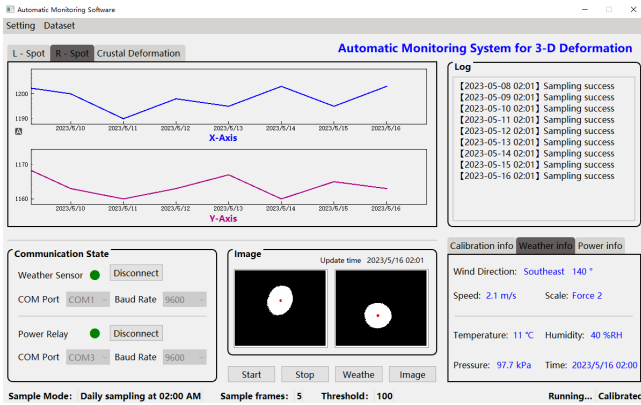 Automatic Monitoring Software
Setting Dataset
L - Spot R - Spot Crustal Deformation
Automatic Monitoring System for 3-D Deformation
1200
1190
A
2023/5/10 2023/5/11 2023/5/12 2023/5/13 2023/5/14 2023/5/15 2023/5/16
X-Axis
1170
1160
2023/5/10 2023/5/11 2023/5/12 2023/5/13 2023/5/14 2023/5/15 2023/5/16
Y-Axis
Log
【2023-05-08 02:01】Sampling success
【2023-05-09 02:01】Sampling success
【2023-05-10 02:01】Sampling success
【2023-05-11 02:01】Sampling success
【2023-05-12 02:01】Sampling success
【2023-05-13 02:01】Sampling success
【2023-05-14 02:01】Sampling success
【2023-05-15 02:01】Sampling success
【2023-05-16 02:01】Sampling success
Communication State
Weather Sensor Disconnect
COM Port COM1 Baud Rate 9600
Power Relay Disconnect
COM Port COM3 Baud Rate 9600
Image
Update time 2023/5/16 02:01
Start Stop Weathe Image
Calibration info Weather info Power info
Wind Direction: Southeast 140 °
Speed: 2.1 m/s Scale: Force 2
Temperature: 11 ℃ Humidity: 40 %RH
Pressure: 97.7 kPa Time: 2023/5/16 02:00
Sample Mode: Daily sampling at 02:00 AM Sample frames: 5 Threshold: 100 Running... Calibrated